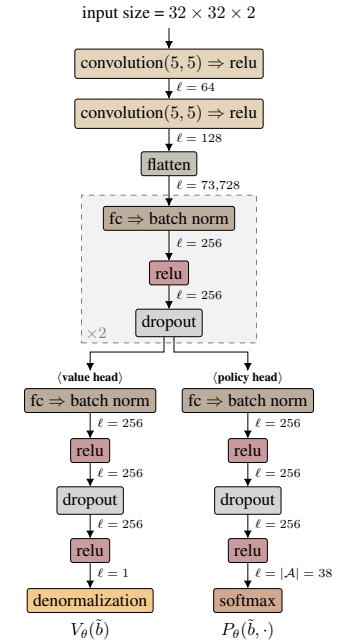 input size = 32 × 32 × 2
convolution(5, 5) ⇒ relu
ℓ = 64
convolution(5, 5) ⇒ relu
ℓ = 128
flatten
ℓ = 73,728
fc ⇒ batch norm
ℓ = 256
relu
ℓ = 256
dropout
×2
⟨value head⟩
fc ⇒ batch norm
ℓ = 256
relu
ℓ = 256
dropout
ℓ = 256
relu
ℓ = 1
denormalization
V_θ(b̃)
⟨policy head⟩
fc ⇒ batch norm
ℓ = 256
relu
ℓ = 256
dropout
ℓ = 256
relu
ℓ = |𝒜| = 38
softmax
P_θ(b̃, ·)